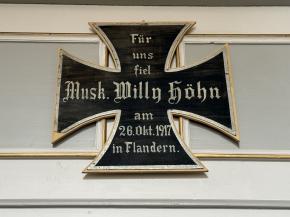 Für
uns
fiel
Musk. Willy Höhn
am
26. Okt. 1917
in Flandern.